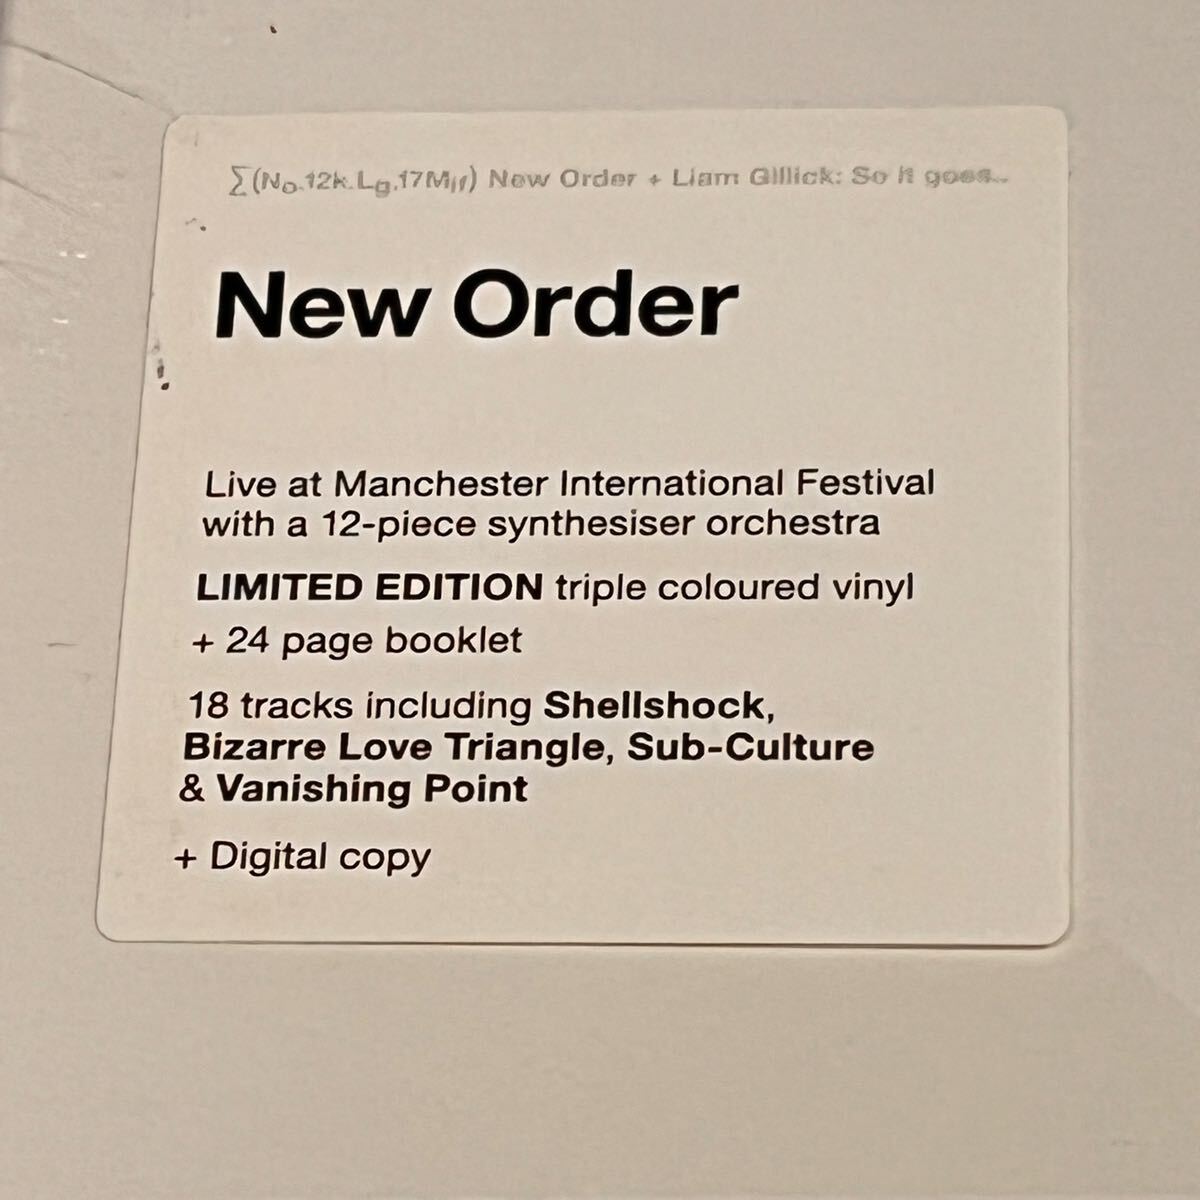 ∑(No,12k,Lg,17Mif) New Order + Liam Gillick: So it goes..
New Order
Live at Manchester International Festival
with a 12-piece synthesiser orchestra
LIMITED EDITION triple coloured vinyl
+ 24 page booklet
18 tracks including Shellshock,
Bizarre Love Triangle, Sub-Culture
& Vanishing Point
+ Digital copy